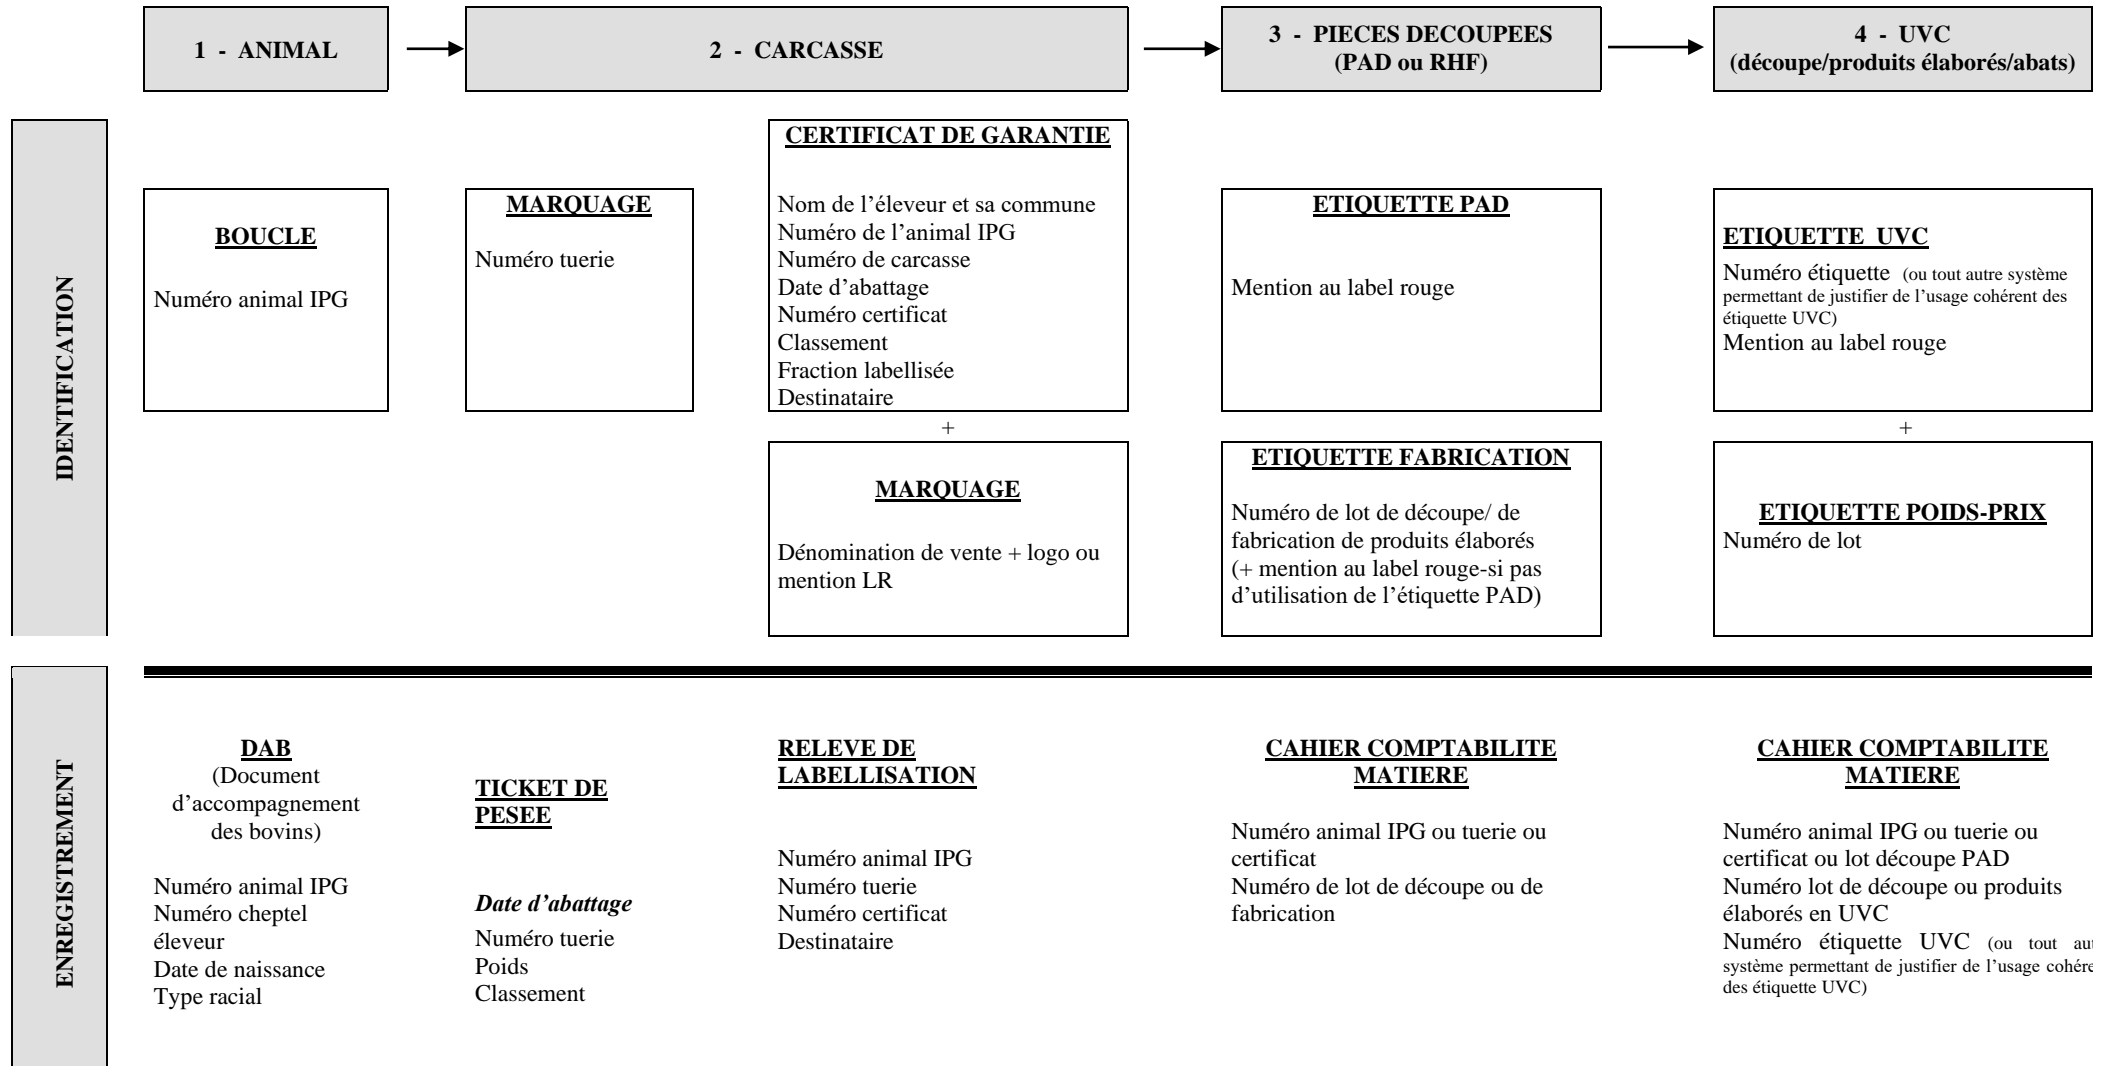 1 - ANIMAL
2 - CARCASSE
3 - PIECES DECOUPEES
(PAD ou RHF)
4 - UVC
(découpe/produits élaborés/abats)
IDENTIFICATION
BOUCLE
Numéro animal IPG
MARQUAGE
Numéro tuerie
CERTIFICAT DE GARANTIE
Nom de l’éleveur et sa commune
Numéro de l’animal IPG
Numéro de carcasse
Date d’abattage
Numéro certificat
Classement
Fraction labellisée
Destinataire
+
MARQUAGE
Dénomination de vente + logo ou
mention LR
ETIQUETTE PAD
Mention au label rouge
ETIQUETTE FABRICATION
Numéro de lot de découpe/ de
fabrication de produits élaborés
(+ mention au label rouge-si pas
d’utilisation de l’étiquette PAD)
ETIQUETTE UVC
Numéro étiquette (ou tout autre système
permettant de justifier de l’usage cohérent des
étiquette UVC)
Mention au label rouge
+
ETIQUETTE POIDS-PRIX
Numéro de lot
ENREGISTREMENT
DAB
(Document
d’accompagnement
des bovins)
Numéro animal IPG
Numéro cheptel
éleveur
Date de naissance
Type racial
TICKET DE
PESEE
Date d’abattage
Numéro tuerie
Poids
Classement
RELEVE DE
LABELLISATION
Numéro animal IPG
Numéro tuerie
Numéro certificat
Destinataire
CAHIER COMPTABILITE
MATIERE
Numéro animal IPG ou tuerie ou
certificat
Numéro de lot de découpe ou de
fabrication
CAHIER COMPTABILITE
MATIERE
Numéro animal IPG ou tuerie ou
certificat ou lot découpe PAD
Numéro lot de découpe ou produits
élaborés en UVC
Numéro étiquette UVC (ou tout
système permettant de justifier de l’usage
des étiquette UVC)